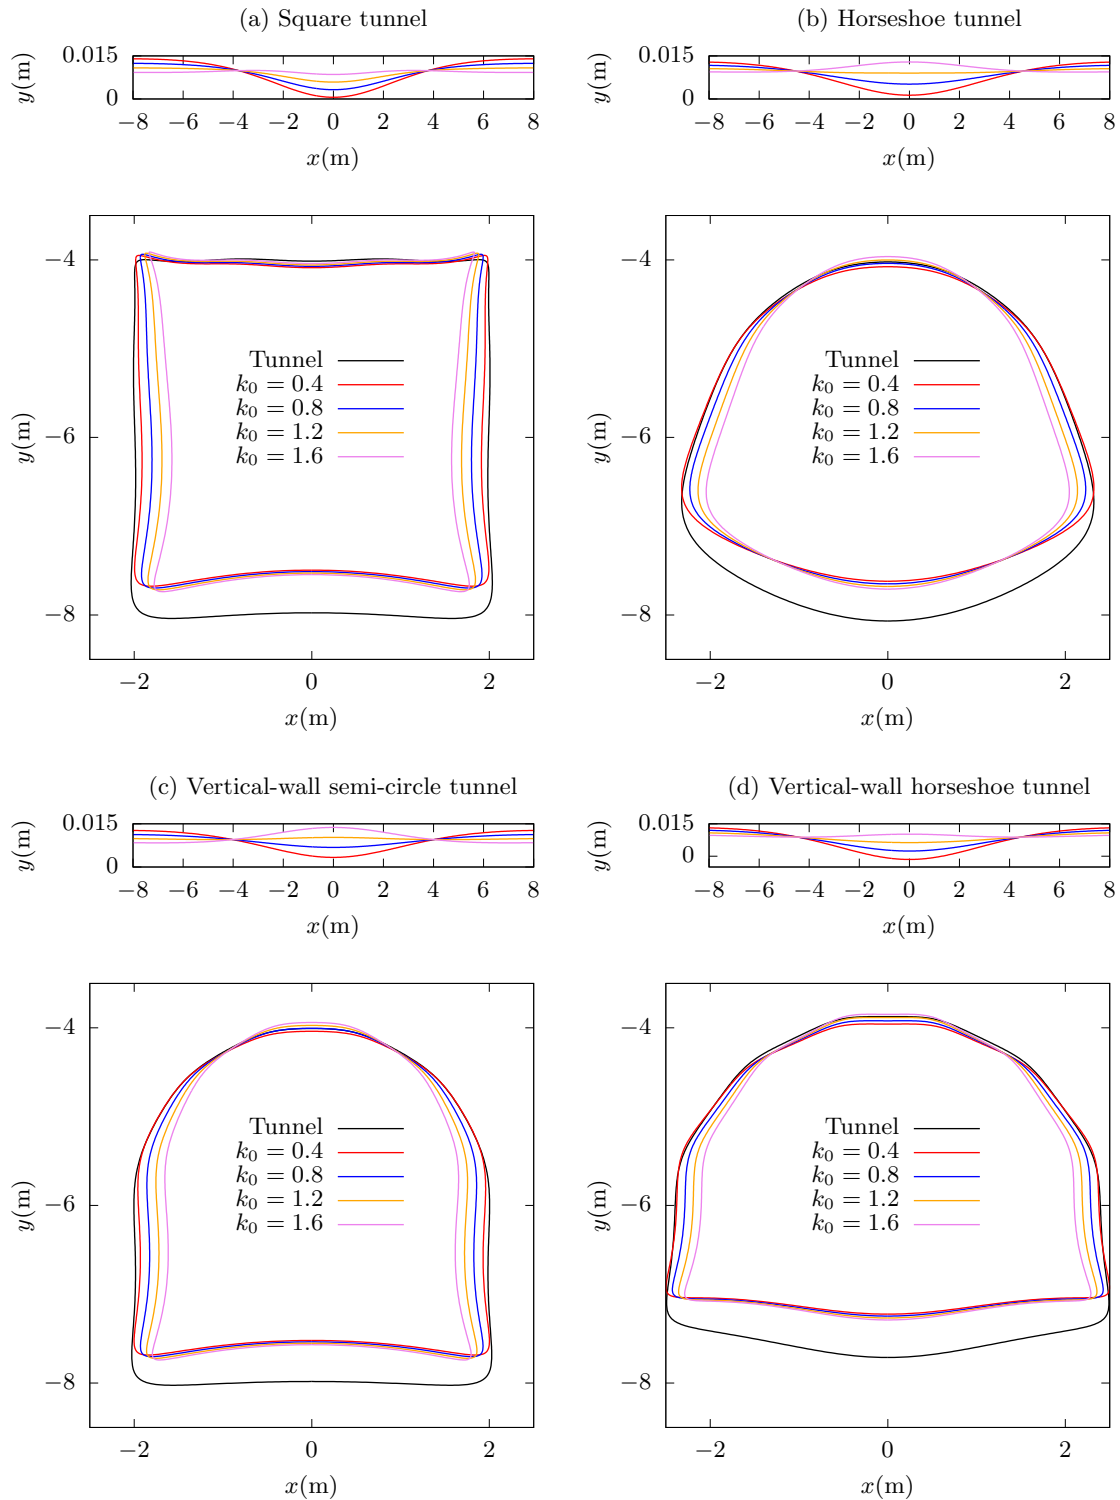 (a) Square tunnel
0.015
0
y(m)
−8 −6 −4 −2 0 2 4 6 8
x(m)
−4
−6
−8
y(m)
Tunnel
k₀ = 0.4
k₀ = 0.8
k₀ = 1.2
k₀ = 1.6
−2 0 2
x(m)
(b) Horseshoe tunnel
0.015
0
y(m)
−8 −6 −4 −2 0 2 4 6 8
x(m)
−4
−6
−8
y(m)
Tunnel
k₀ = 0.4
k₀ = 0.8
k₀ = 1.2
k₀ = 1.6
−2 0 2
x(m)
(c) Vertical-wall semi-circle tunnel
0.015
0
y(m)
−8 −6 −4 −2 0 2 4 6 8
x(m)
−4
−6
−8
y(m)
Tunnel
k₀ = 0.4
k₀ = 0.8
k₀ = 1.2
k₀ = 1.6
−2 0 2
x(m)
(d) Vertical-wall horseshoe tunnel
0.015
0
y(m)
−8 −6 −4 −2 0 2 4 6 8
x(m)
−4
−6
−8
y(m)
Tunnel
k₀ = 0.4
k₀ = 0.8
k₀ = 1.2
k₀ = 1.6
−2 0 2
x(m)